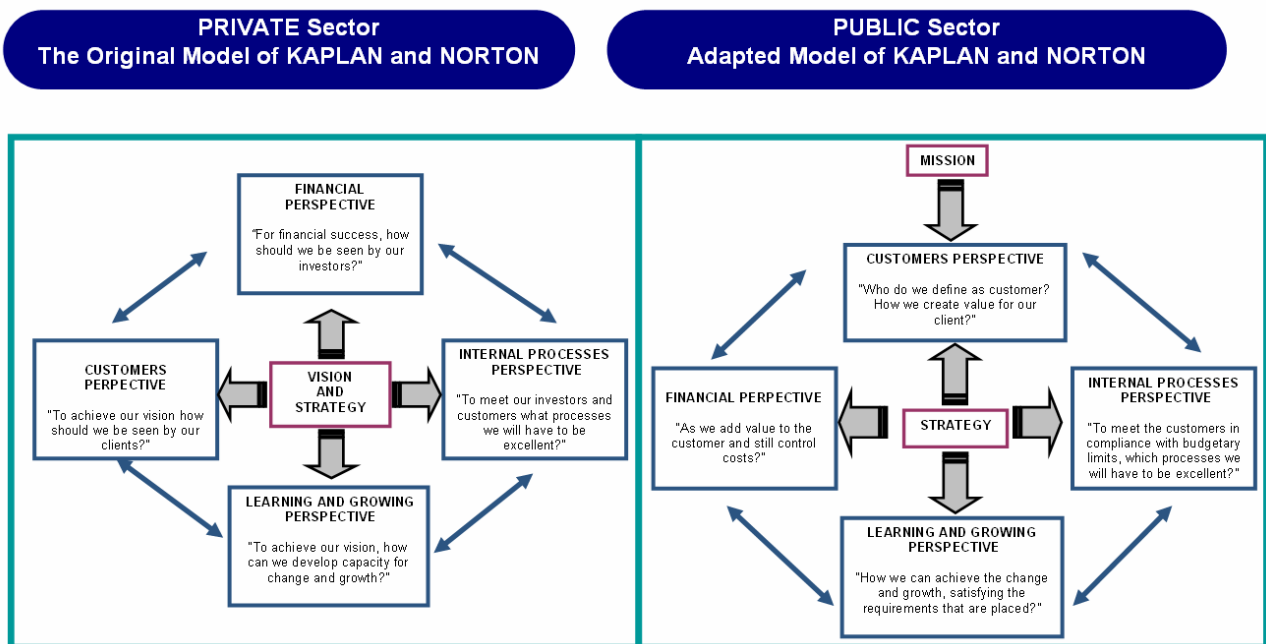 PRIVATE Sector
The Original Model of KAPLAN and NORTON
PUBLIC Sector
Adapted Model of KAPLAN and NORTON
FINANCIAL
PERSPECTIVE
"For financial success, how
should we be seen by our
investors?"
CUSTOMERS
PERPECTIVE
"To achieve our vision how
should we be seen by our
clients?"
VISION
AND
STRATEGY
INTERNAL PROCESSES
PERSPECTIVE
"To meet our investors and
customers what processes
we will have to be
excellent?"
LEARNING AND GROWING
PERSPECTIVE
"To achieve our vision, how
can we develop capacity for
change and growth?"
MISSION
CUSTOMERS PERSPECTIVE
"Who do we define as customer?
How we create value for our
client?"
FINANCIAL PERPECTIVE
"As we add value to the
customer and still control
costs?"
STRATEGY
INTERNAL PROCESSES
PERSPECTIVE
"To meet the customers in
compliance with budgetary
limits, which processes we
will have to be excellent?"
LEARNING AND GROWING
PERSPECTIVE
"How we can achieve the change
and growth, satisfying the
requirements that are placed?"